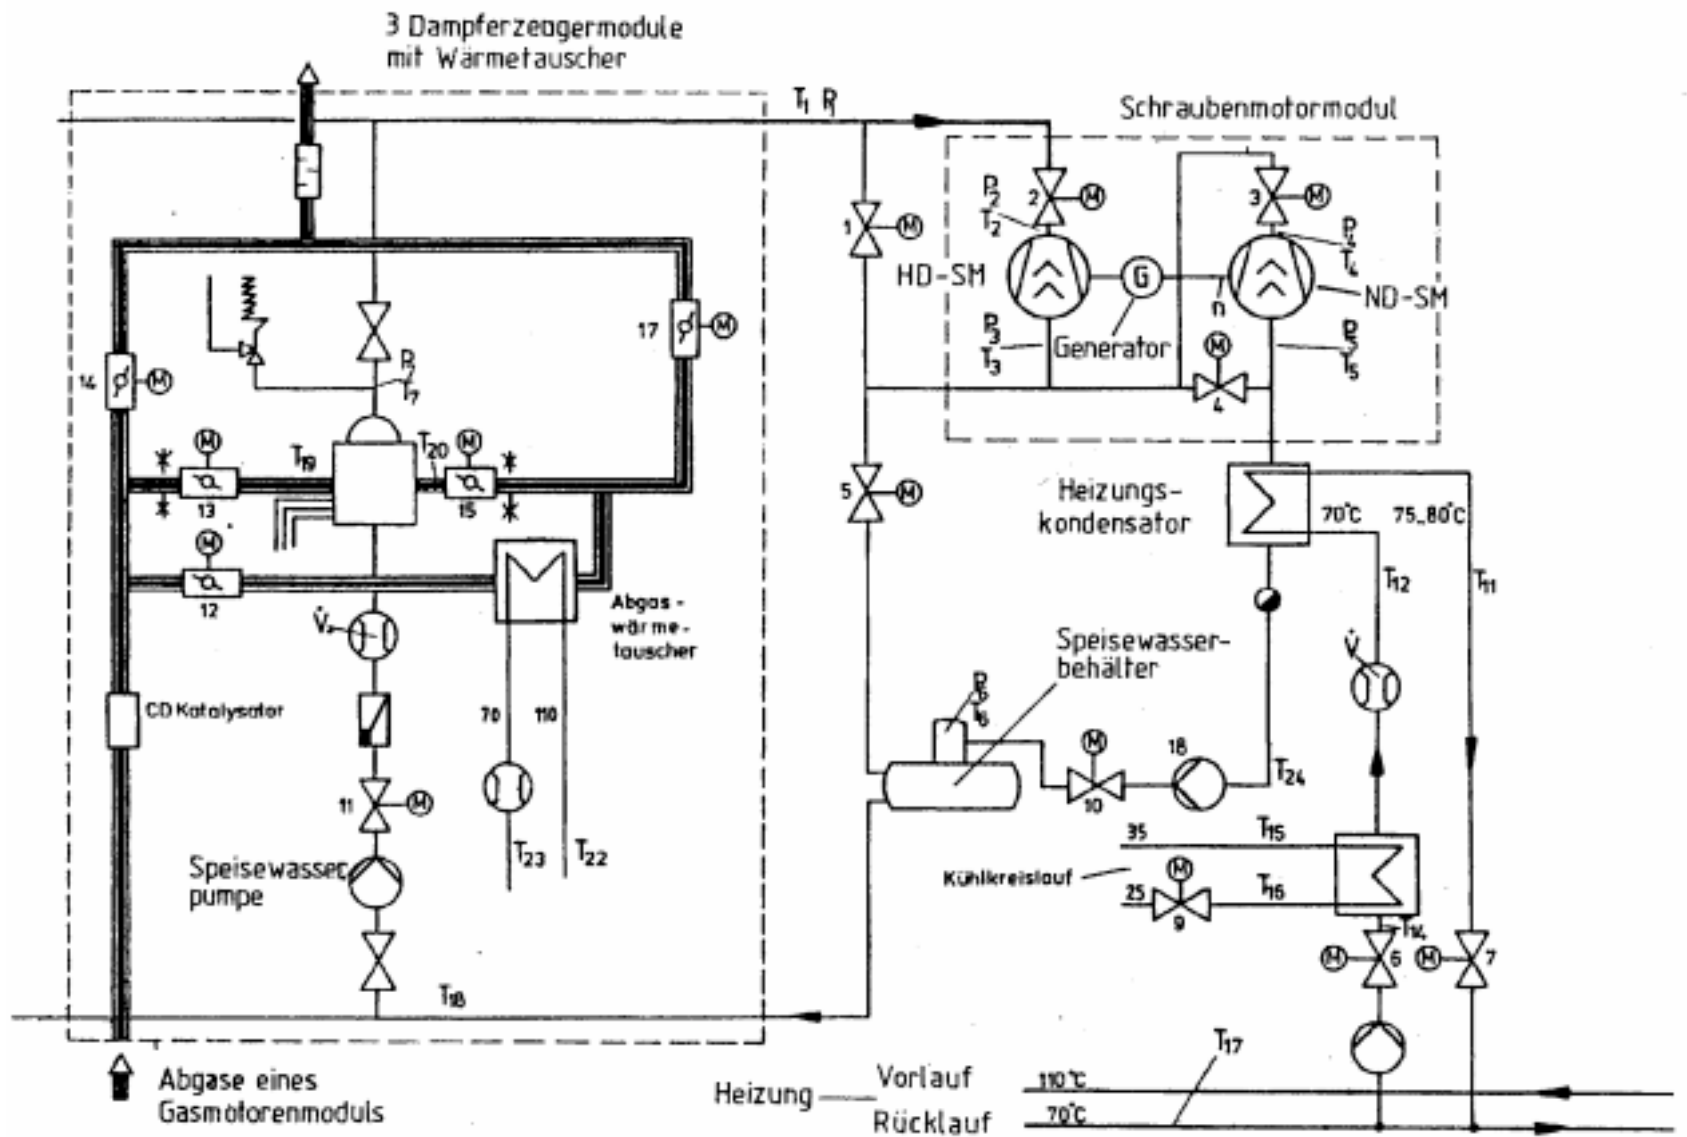 3 Dampferzeugermodule
mit Wärmetauscher
T1 P1
Schraubenmotormodul
P2
T2
2
M
3
M
1
M
P4
T4
HD-SM
G
ND-SM
n
P3
T3
Generator
M
P5
T5
4
17
M
14
M
P7
T7
M
T19
T20
M
13
15
5
M
Heizungs-
kondensator
70°C
75-80°C
M
12
T12
T11
Abgas-
wärme-
tauscher
V̇
Speisewasser-
behälter
V̇
P6
T6
CO Katalysator
70
110
M
10
18
T24
11
M
T23
T22
Speisewasser
pumpe
35
T15
Kühlkreislauf
M
25
T16
9
T14
M
6
M
7
T18
T17
Abgase eines
Gasmotorenmoduls
Heizung
Vorlauf
110°C
Rücklauf
70°C